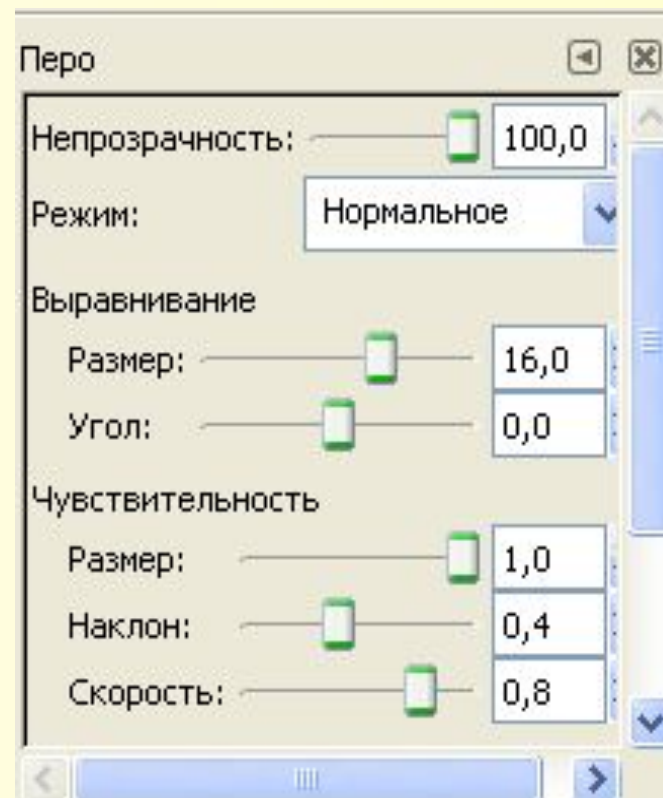 Перо
Непрозрачность: 100,0
Режим: Нормальное
Выравнивание
Размер: 16,0
Угол: 0,0
Чувствительность
Размер: 1,0
Наклон: 0,4
Скорость: 0,8